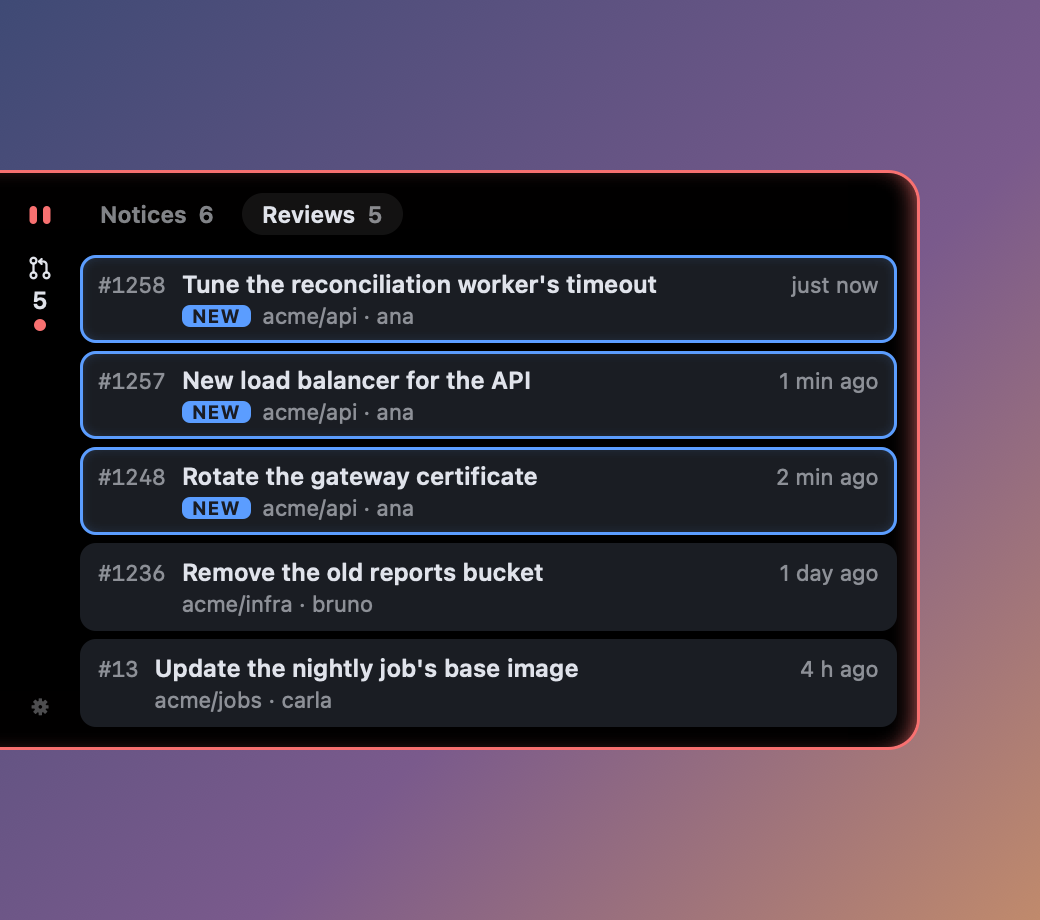 Notices 6 Reviews 5
5
#1258 Tune the reconciliation worker's timeout just now
NEW acme/api · ana
#1257 New load balancer for the API 1 min ago
NEW acme/api · ana
#1248 Rotate the gateway certificate 2 min ago
NEW acme/api · ana
#1236 Remove the old reports bucket 1 day ago
acme/infra · bruno
#13 Update the nightly job's base image 4 h ago
acme/jobs · carla